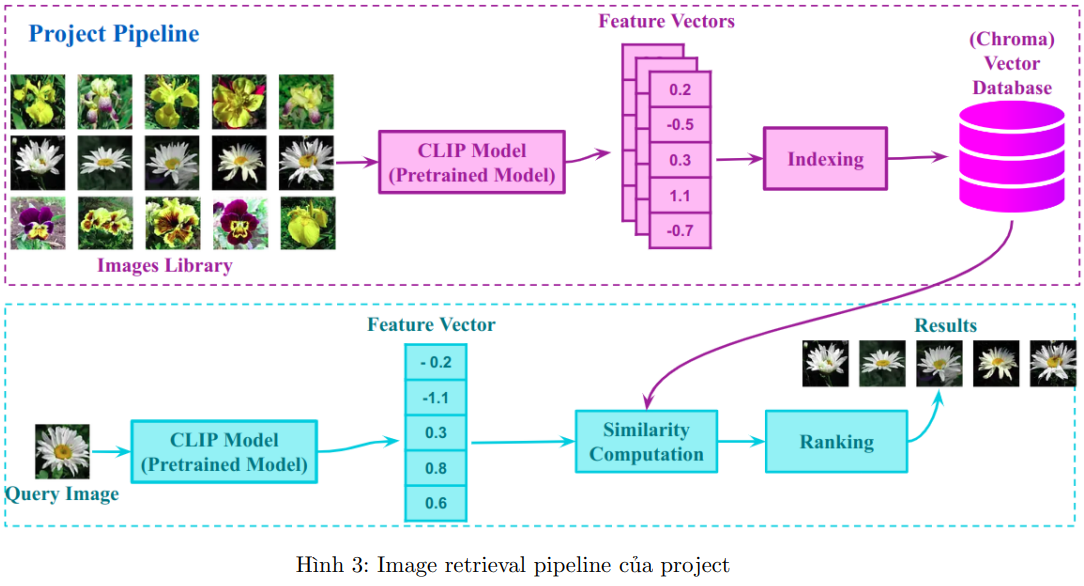 Project Pipeline
Images Library
CLIP Model
(Pretrained Model)
Feature Vectors
0.2
-0.5
0.3
1.1
-0.7
Indexing
(Chroma)
Vector
Database
Query Image
CLIP Model
(Pretrained Model)
Feature Vector
- 0.2
-1.1
0.3
0.8
0.6
Similarity
Computation
Ranking
Results
Hình 3: Image retrieval pipeline của project